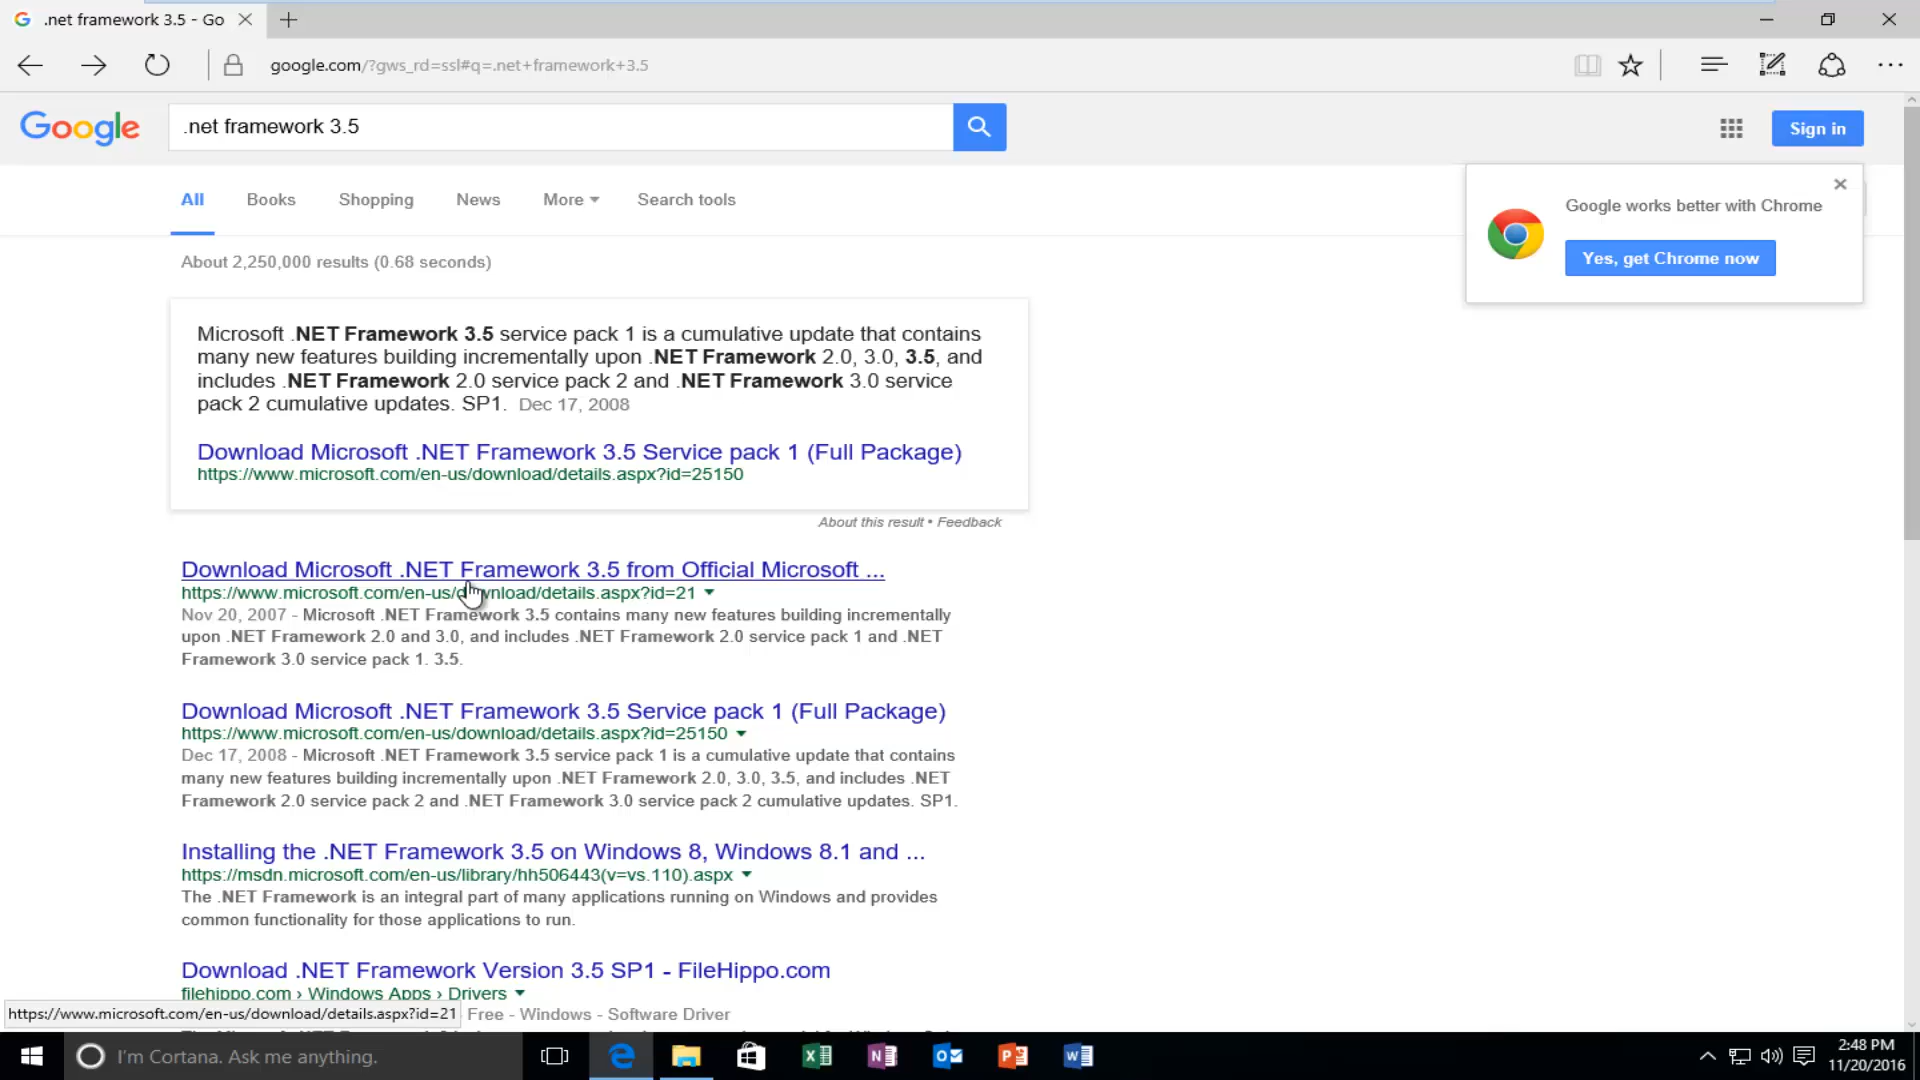 .net framework 3.5 - Go
google.com/?gws_rd=ssl#q=.net+framework+3.5
Google
.net framework 3.5
Sign in
All
Books
Shopping
News
More
Search tools
Google works better with Chrome
Yes, get Chrome now
About 2,250,000 results (0.68 seconds)
Microsoft .NET Framework 3.5 service pack 1 is a cumulative update that contains
many new features building incrementally upon .NET Framework 2.0, 3.0, 3.5, and
includes .NET Framework 2.0 service pack 2 and .NET Framework 3.0 service
pack 2 cumulative updates. SP1. Dec 17, 2008
Download Microsoft .NET Framework 3.5 Service pack 1 (Full Package)
https://www.microsoft.com/en-us/download/details.aspx?id=25150
About this result • Feedback
Download Microsoft .NET Framework 3.5 from Official Microsoft ...
https://www.microsoft.com/en-us/download/details.aspx?id=21
Nov 20, 2007 - Microsoft .NET Framework 3.5 contains many new features building incrementally
upon .NET Framework 2.0 and 3.0, and includes .NET Framework 2.0 service pack 1 and .NET
Framework 3.0 service pack 1. 3.5.
Download Microsoft .NET Framework 3.5 Service pack 1 (Full Package)
https://www.microsoft.com/en-us/download/details.aspx?id=25150
Dec 17, 2008 - Microsoft .NET Framework 3.5 service pack 1 is a cumulative update that contains
many new features building incrementally upon .NET Framework 2.0, 3.0, 3.5, and includes .NET
Framework 2.0 service pack 2 and .NET Framework 3.0 service pack 2 cumulative updates. SP1.
Installing the .NET Framework 3.5 on Windows 8, Windows 8.1 and ...
https://msdn.microsoft.com/en-us/library/hh506443(v=vs.110).aspx
The .NET Framework is an integral part of many applications running on Windows and provides
common functionality for those applications to run.
Download .NET Framework Version 3.5 SP1 - FileHippo.com
filehippo.com › Windows Apps › Drivers
https://www.microsoft.com/en-us/download/details.aspx?id=21
Free - Windows - Software Driver
I'm Cortana. Ask me anything.
2:48 PM
11/20/2016